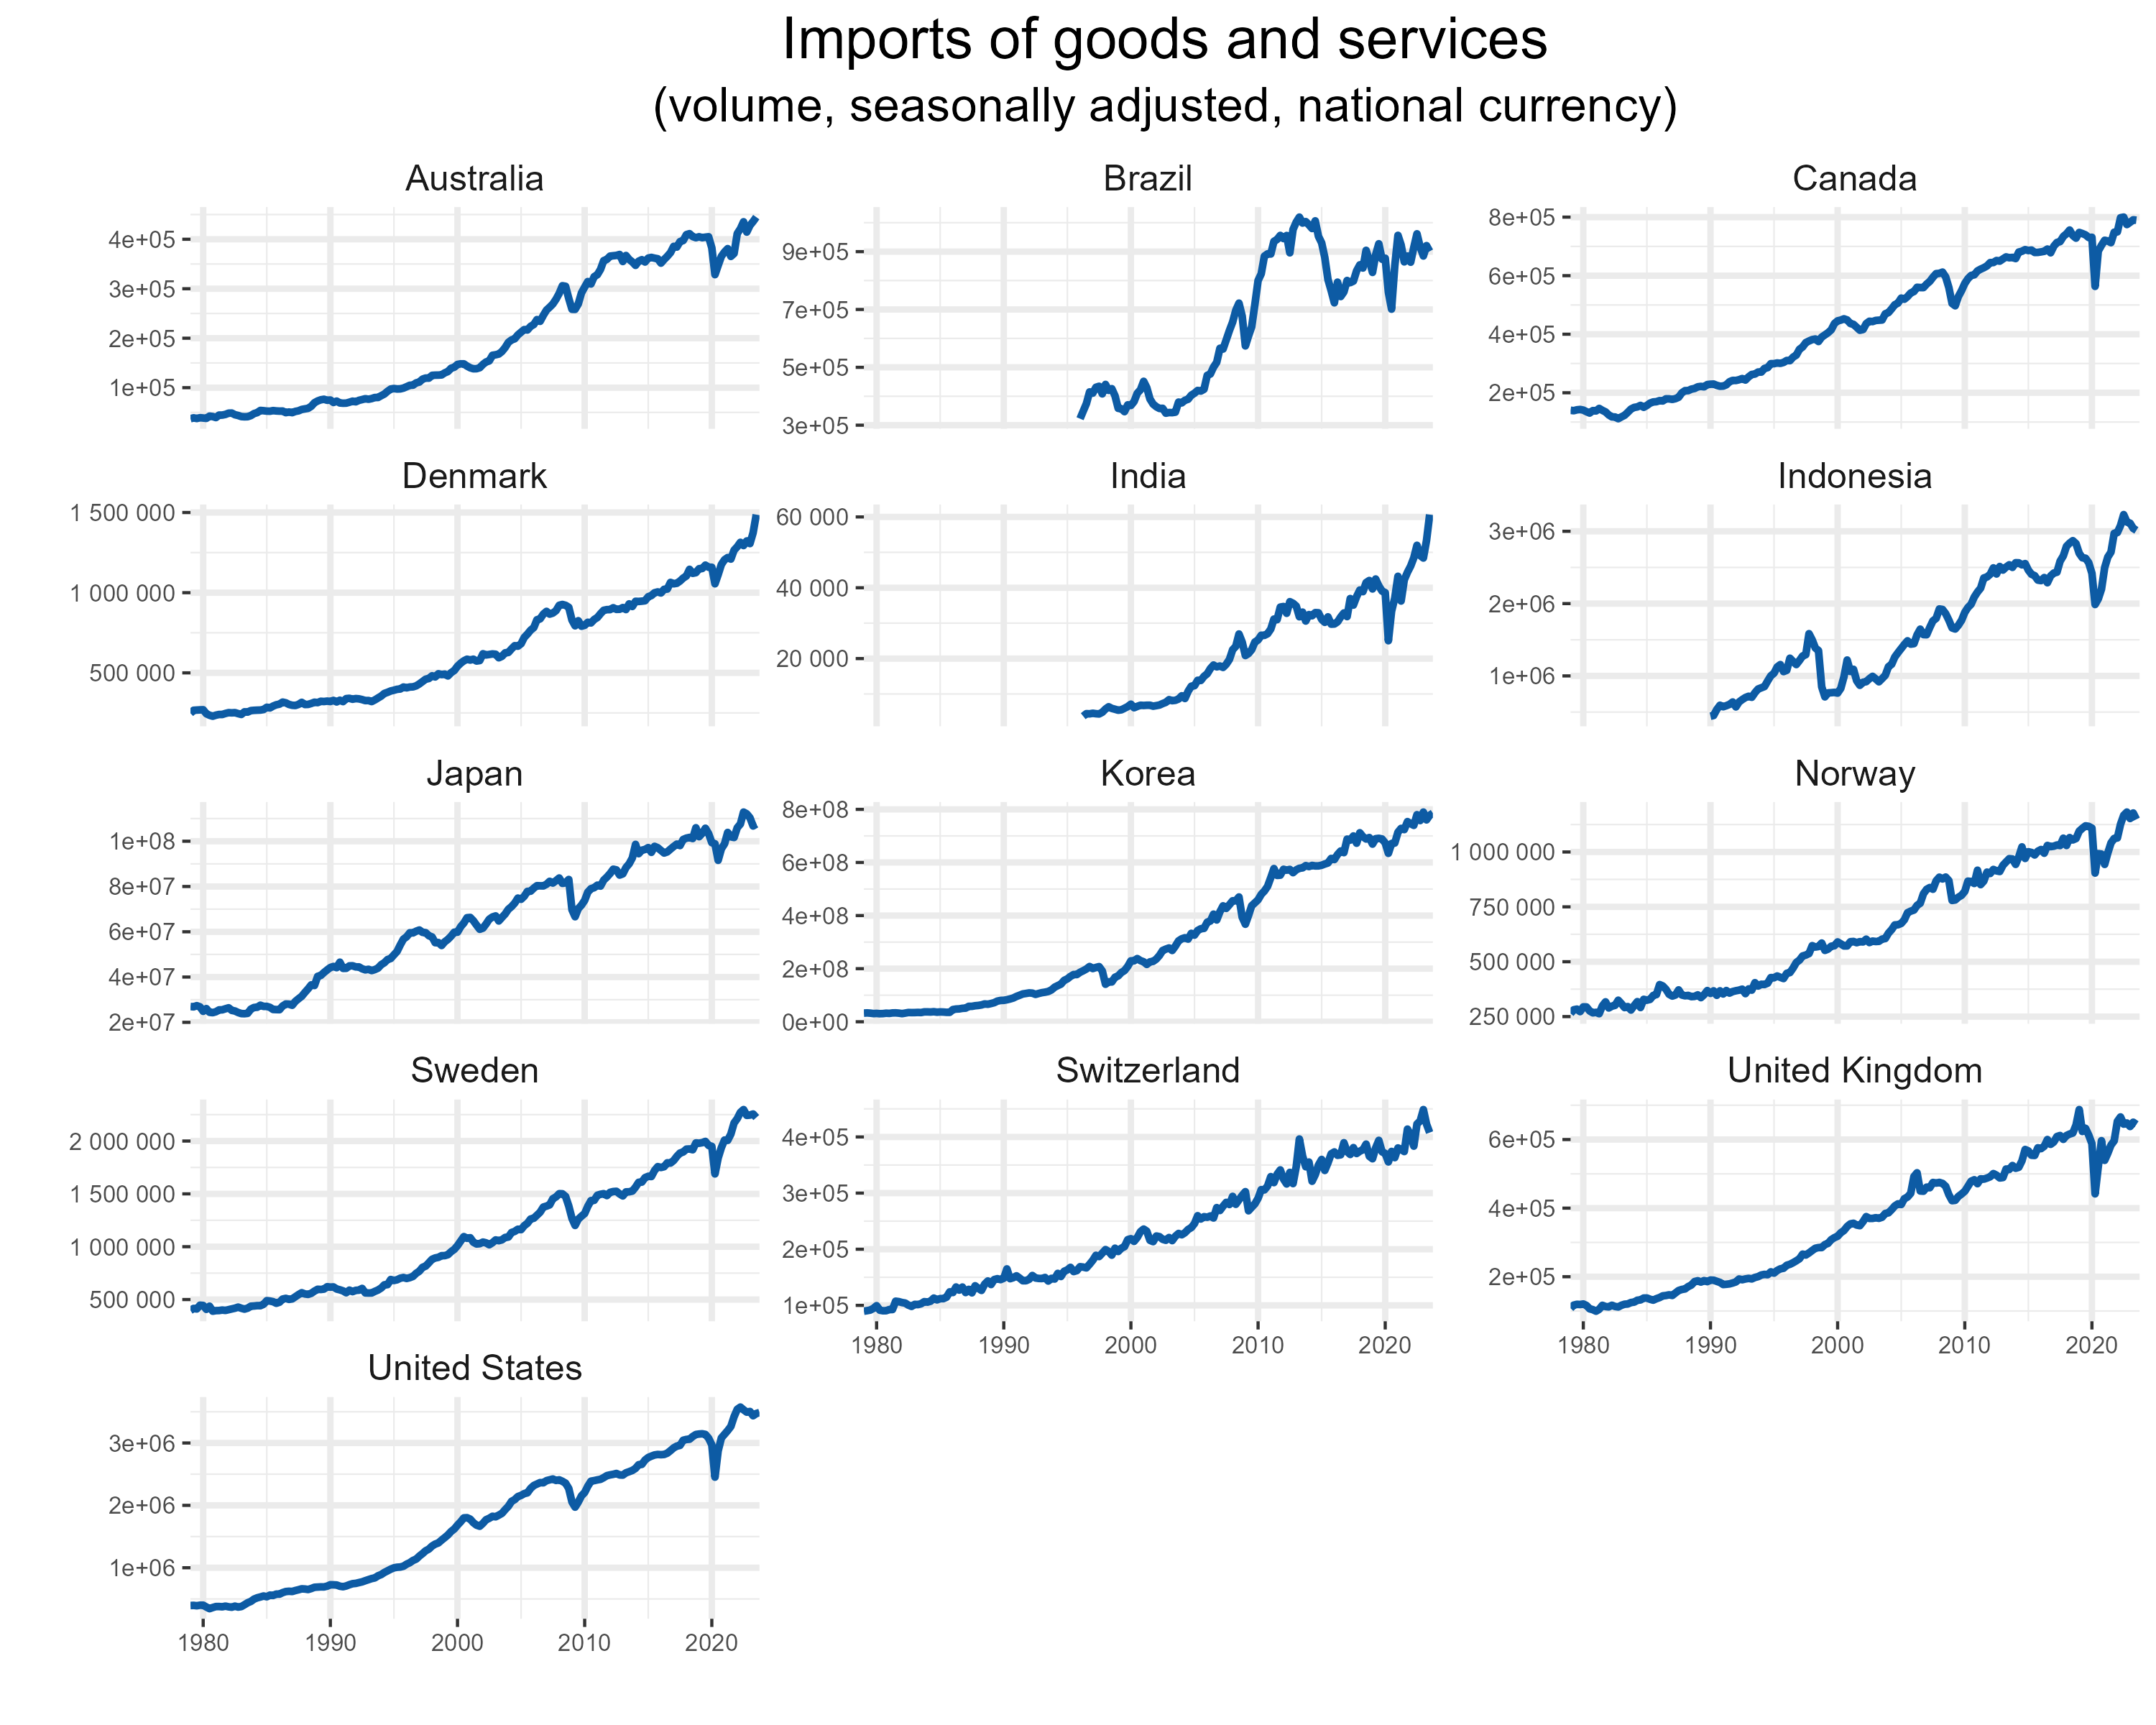 Imports of goods and services
(volume, seasonally adjusted, national currency)
Australia
4e+05
3e+05
2e+05
1e+05
Brazil
9e+05
7e+05
5e+05
3e+05
Canada
8e+05
6e+05
4e+05
2e+05
Denmark
1 500 000
1 000 000
500 000
India
60 000
40 000
20 000
Indonesia
3e+06
2e+06
1e+06
Japan
1e+08
8e+07
6e+07
4e+07
2e+07
Korea
8e+08
6e+08
4e+08
2e+08
0e+00
Norway
1 000 000
750 000
500 000
250 000
Sweden
2 000 000
1 500 000
1 000 000
500 000
Switzerland
4e+05
3e+05
2e+05
1e+05
1980 1990 2000 2010 2020
United Kingdom
6e+05
4e+05
2e+05
1980 1990 2000 2010 2020
United States
3e+06
2e+06
1e+06
1980 1990 2000 2010 2020